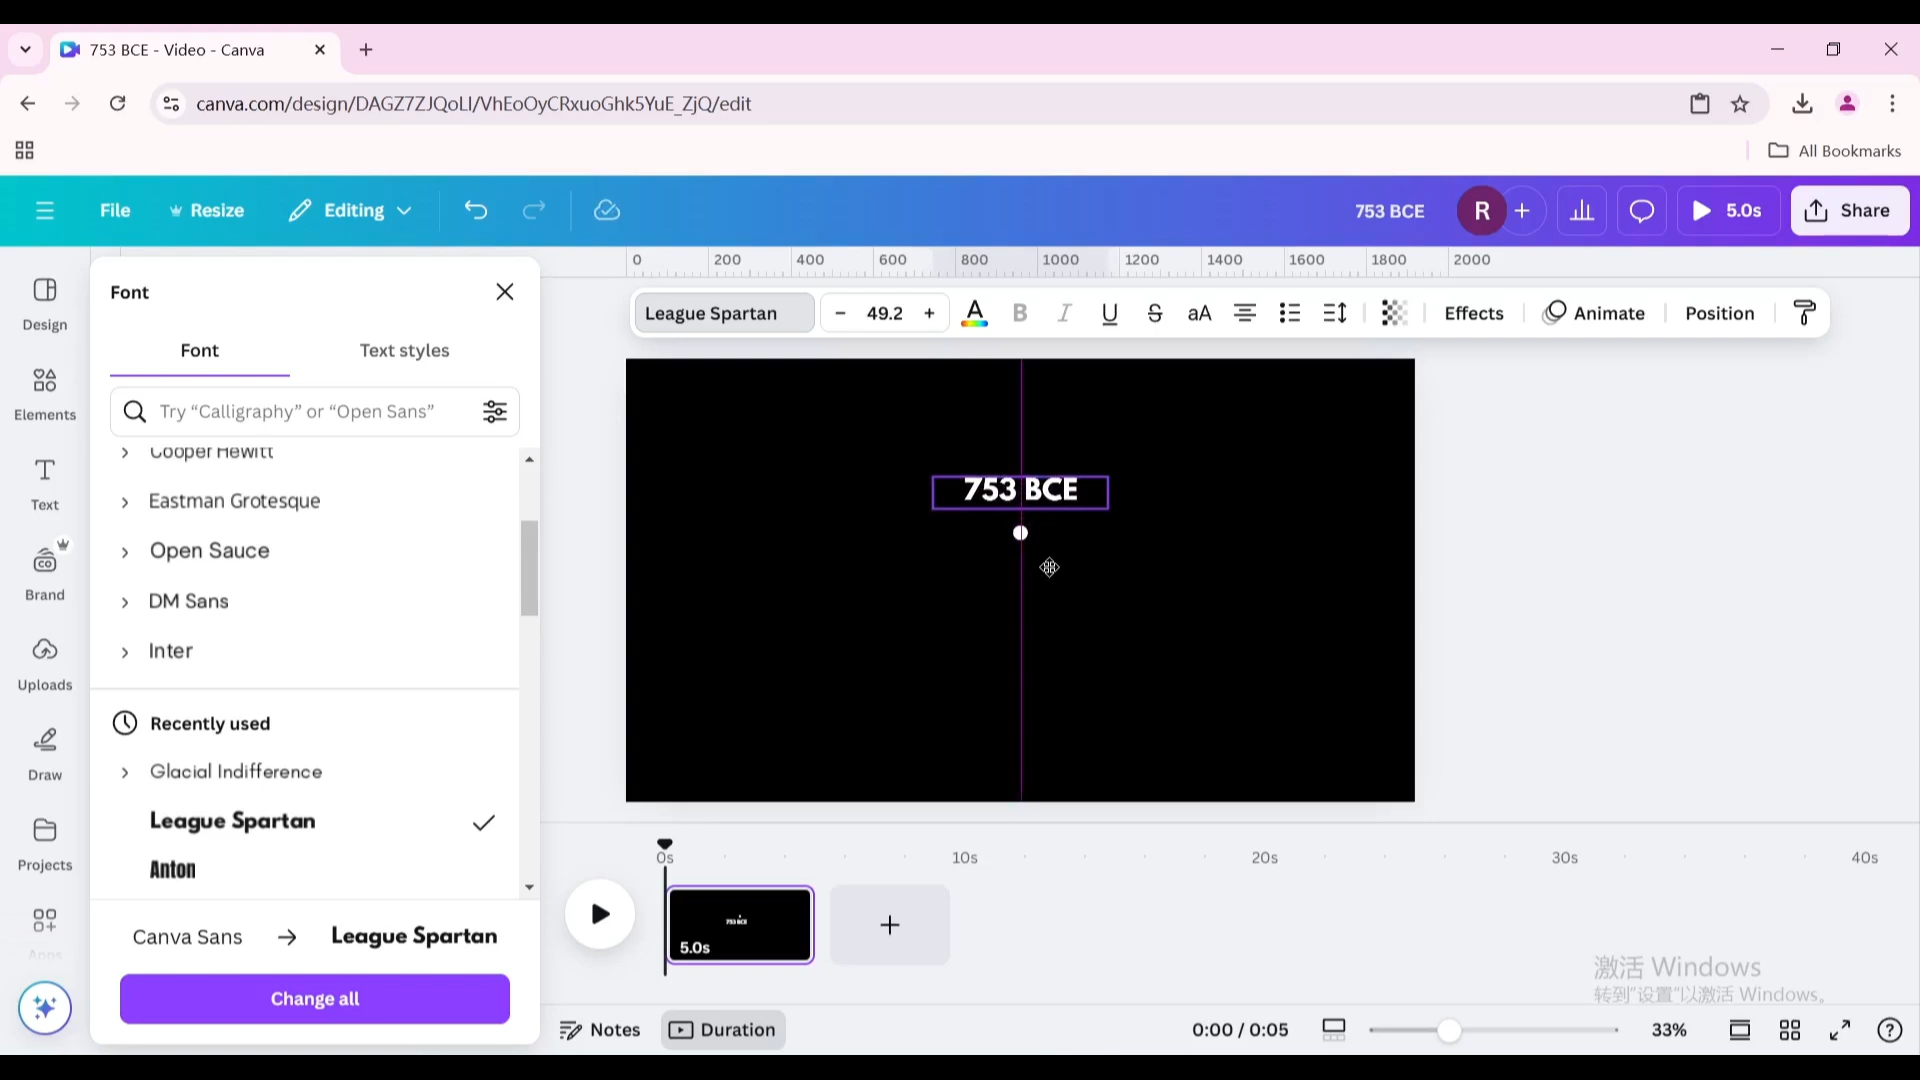 753 BCE - Video - Canva
canva.com/design/DAGZ7ZJQoLI/VhEoOyCRxuoGhk5YuE_ZjQ/edit
All Bookmarks
File
Resize
Editing
753 BCE
R
5.0s
Share
0 200 400 600 800 1000 1200 1400 1600 1800 2000
Design
Elements
Text
Brand
Uploads
Draw
Projects
Apps
Font
Font
Text styles
Try “Calligraphy” or “Open Sans”
Cooper Hewitt
Eastman Grotesque
Open Sauce
DM Sans
Inter
Recently used
Glacial Indifference
League Spartan
Anton
Canva Sans → League Spartan
Change all
League Spartan
– 49.2 +
A B I U S aA
Effects
Animate
Position
753 BCE
0s 10s 20s 30s 40s
753 BCE
5.0s
激活 Windows
转到"设置"以激活 Windows。
Notes
Duration
0:00 / 0:05
33%